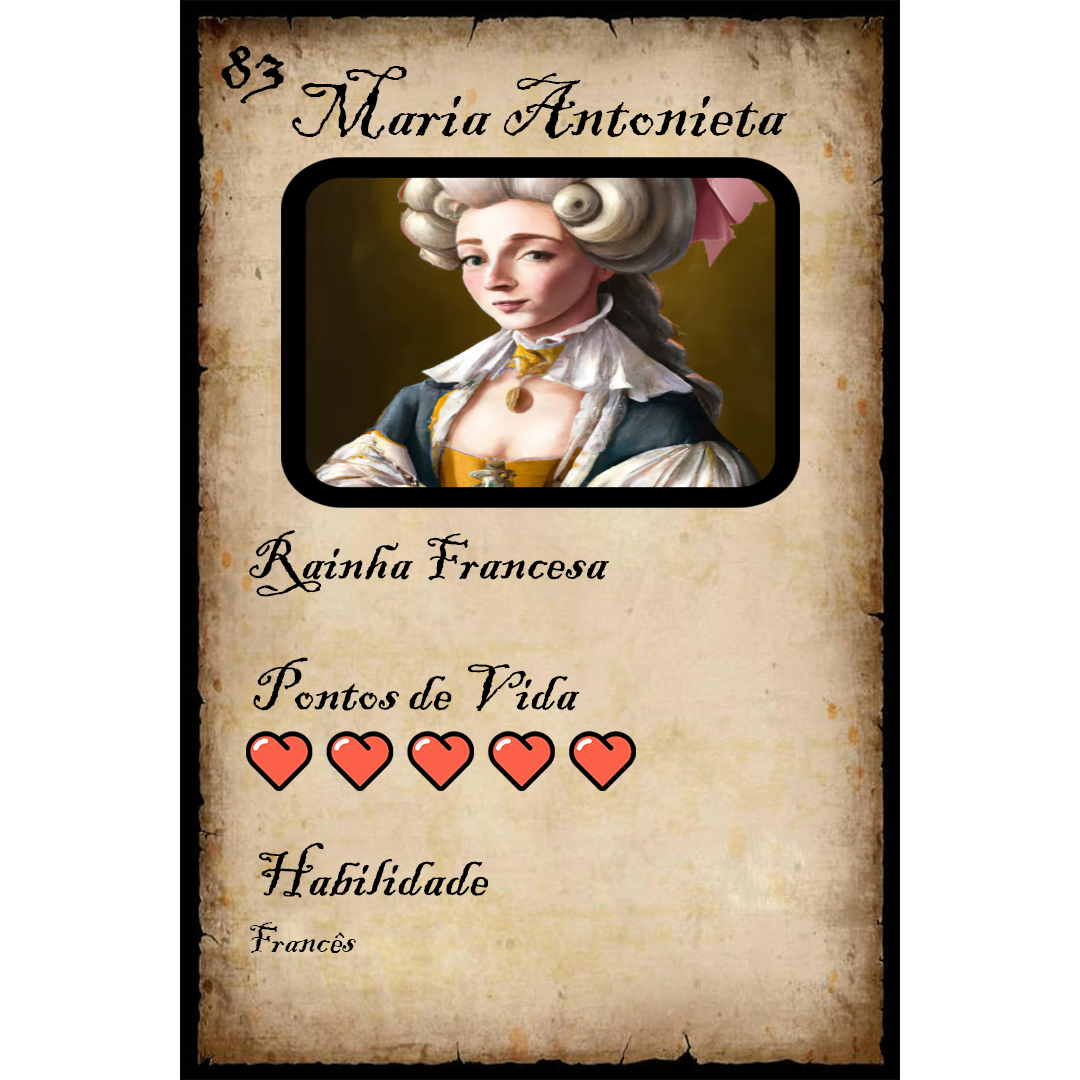 83
Maria Antonieta
Rainha Francesa
Pontos de Vida
Habilidade
Francês